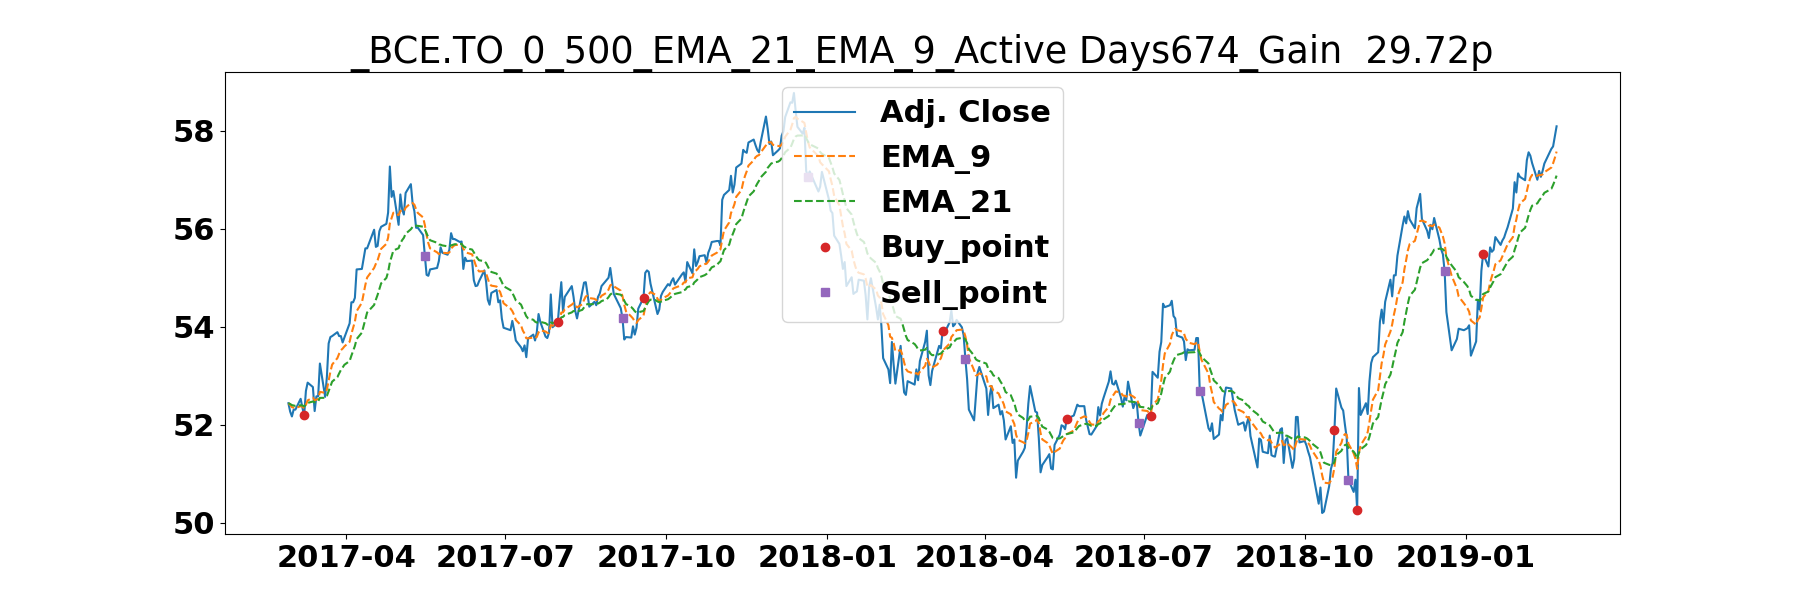 _BCE.TO_0_500_EMA_21_EMA_9_Active Days674_Gain  29.72p
Adj. Close
EMA_9
EMA_21
Buy_point
Sell_point
58
56
54
52
50
2017-04 2017-07 2017-10 2018-01 2018-04 2018-07 2018-10 2019-01